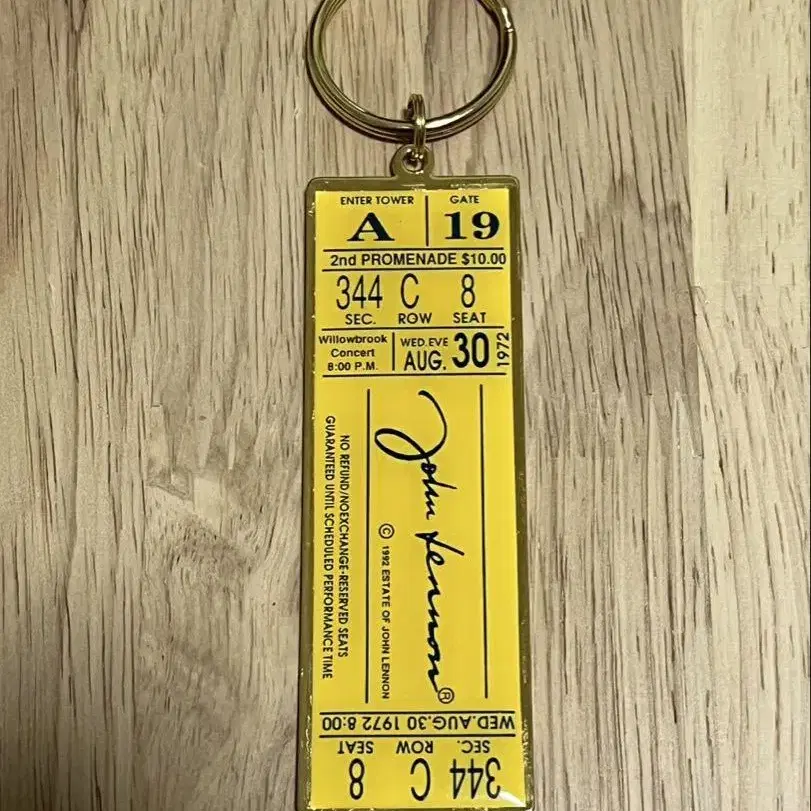 ENTER TOWER GATE
A 19
2nd PROMENADE $10.00
344 C 8
SEC. ROW SEAT
Willowbrook
Concert
8:00 P.M.
WED.EVE
AUG. 30 1972
John Lennon ®
© 1992 ESTATE OF JOHN LENNON
NO REFUND/NOEXCHANGE-RESERVED SEATS
GUARANTEED UNTIL SCHEDULED PERFORMANCE TIME
WED.AUG.30 1972 8:00
SEC. ROW SEAT
344 C 8